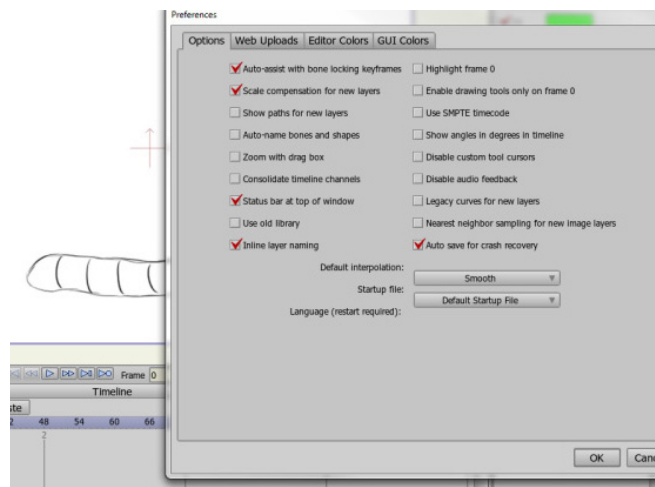 Preferences
Options Web Uploads Editor Colors GUI Colors
Auto-assist with bone locking keyframes Highlight frame 0
Scale compensation for new layers Enable drawing tools only on frame 0
Show paths for new layers Use SMPTE timecode
Auto-name bones and shapes Show angles in degrees in timeline
Zoom with drag box Disable custom tool cursors
Consolidate timeline channels Disable audio feedback
Status bar at top of window Legacy curves for new layers
Use old library Nearest neighbor sampling for new image layers
Inline layer naming Auto save for crash recovery
Default interpolation: Smooth
Startup file: Default Startup File
Language (restart required):
Frame 0
Timeline
ste
2 48 54 60 66
2
OK Canc